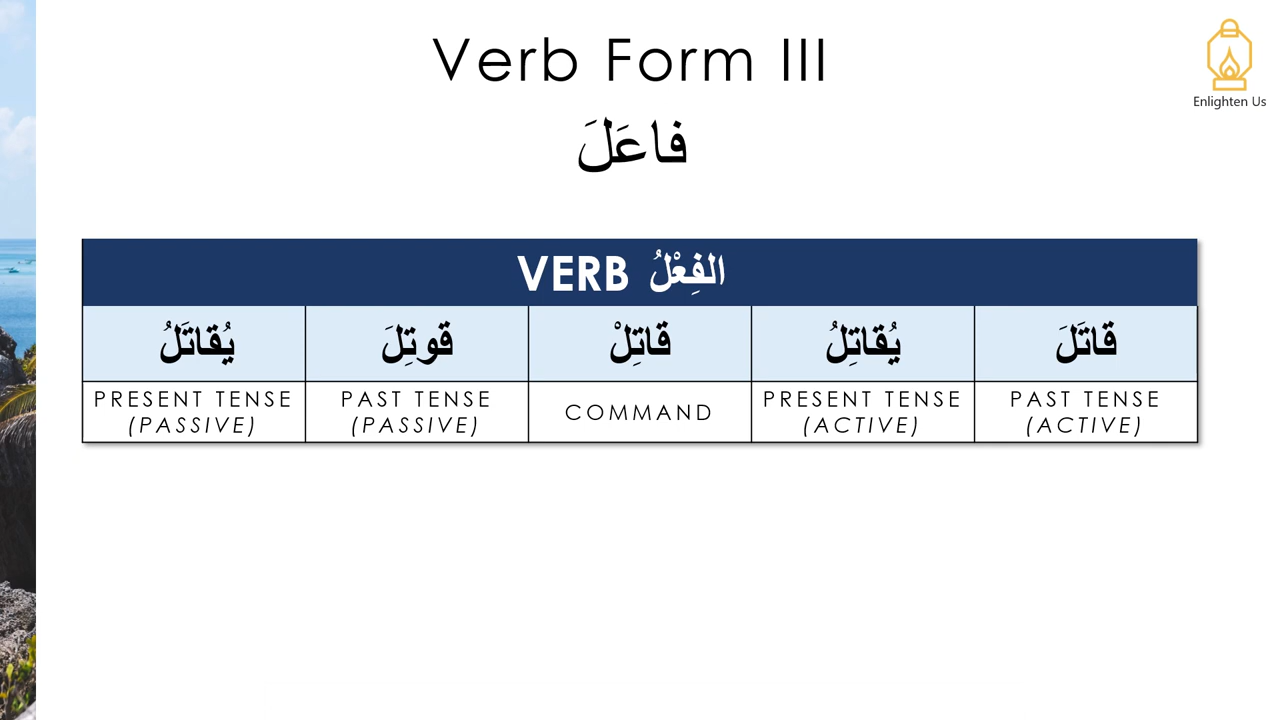 Verb Form III
Enlighten Us
فاعَلَ
VERB الفِعْلُ
قاتَلَ يُقاتِلُ قاتِلْ قوتِلَ يُقاتَلُ
PRESENT TENSE (PASSIVE)
PAST TENSE (PASSIVE)
COMMAND
PRESENT TENSE (ACTIVE)
PAST TENSE (ACTIVE)